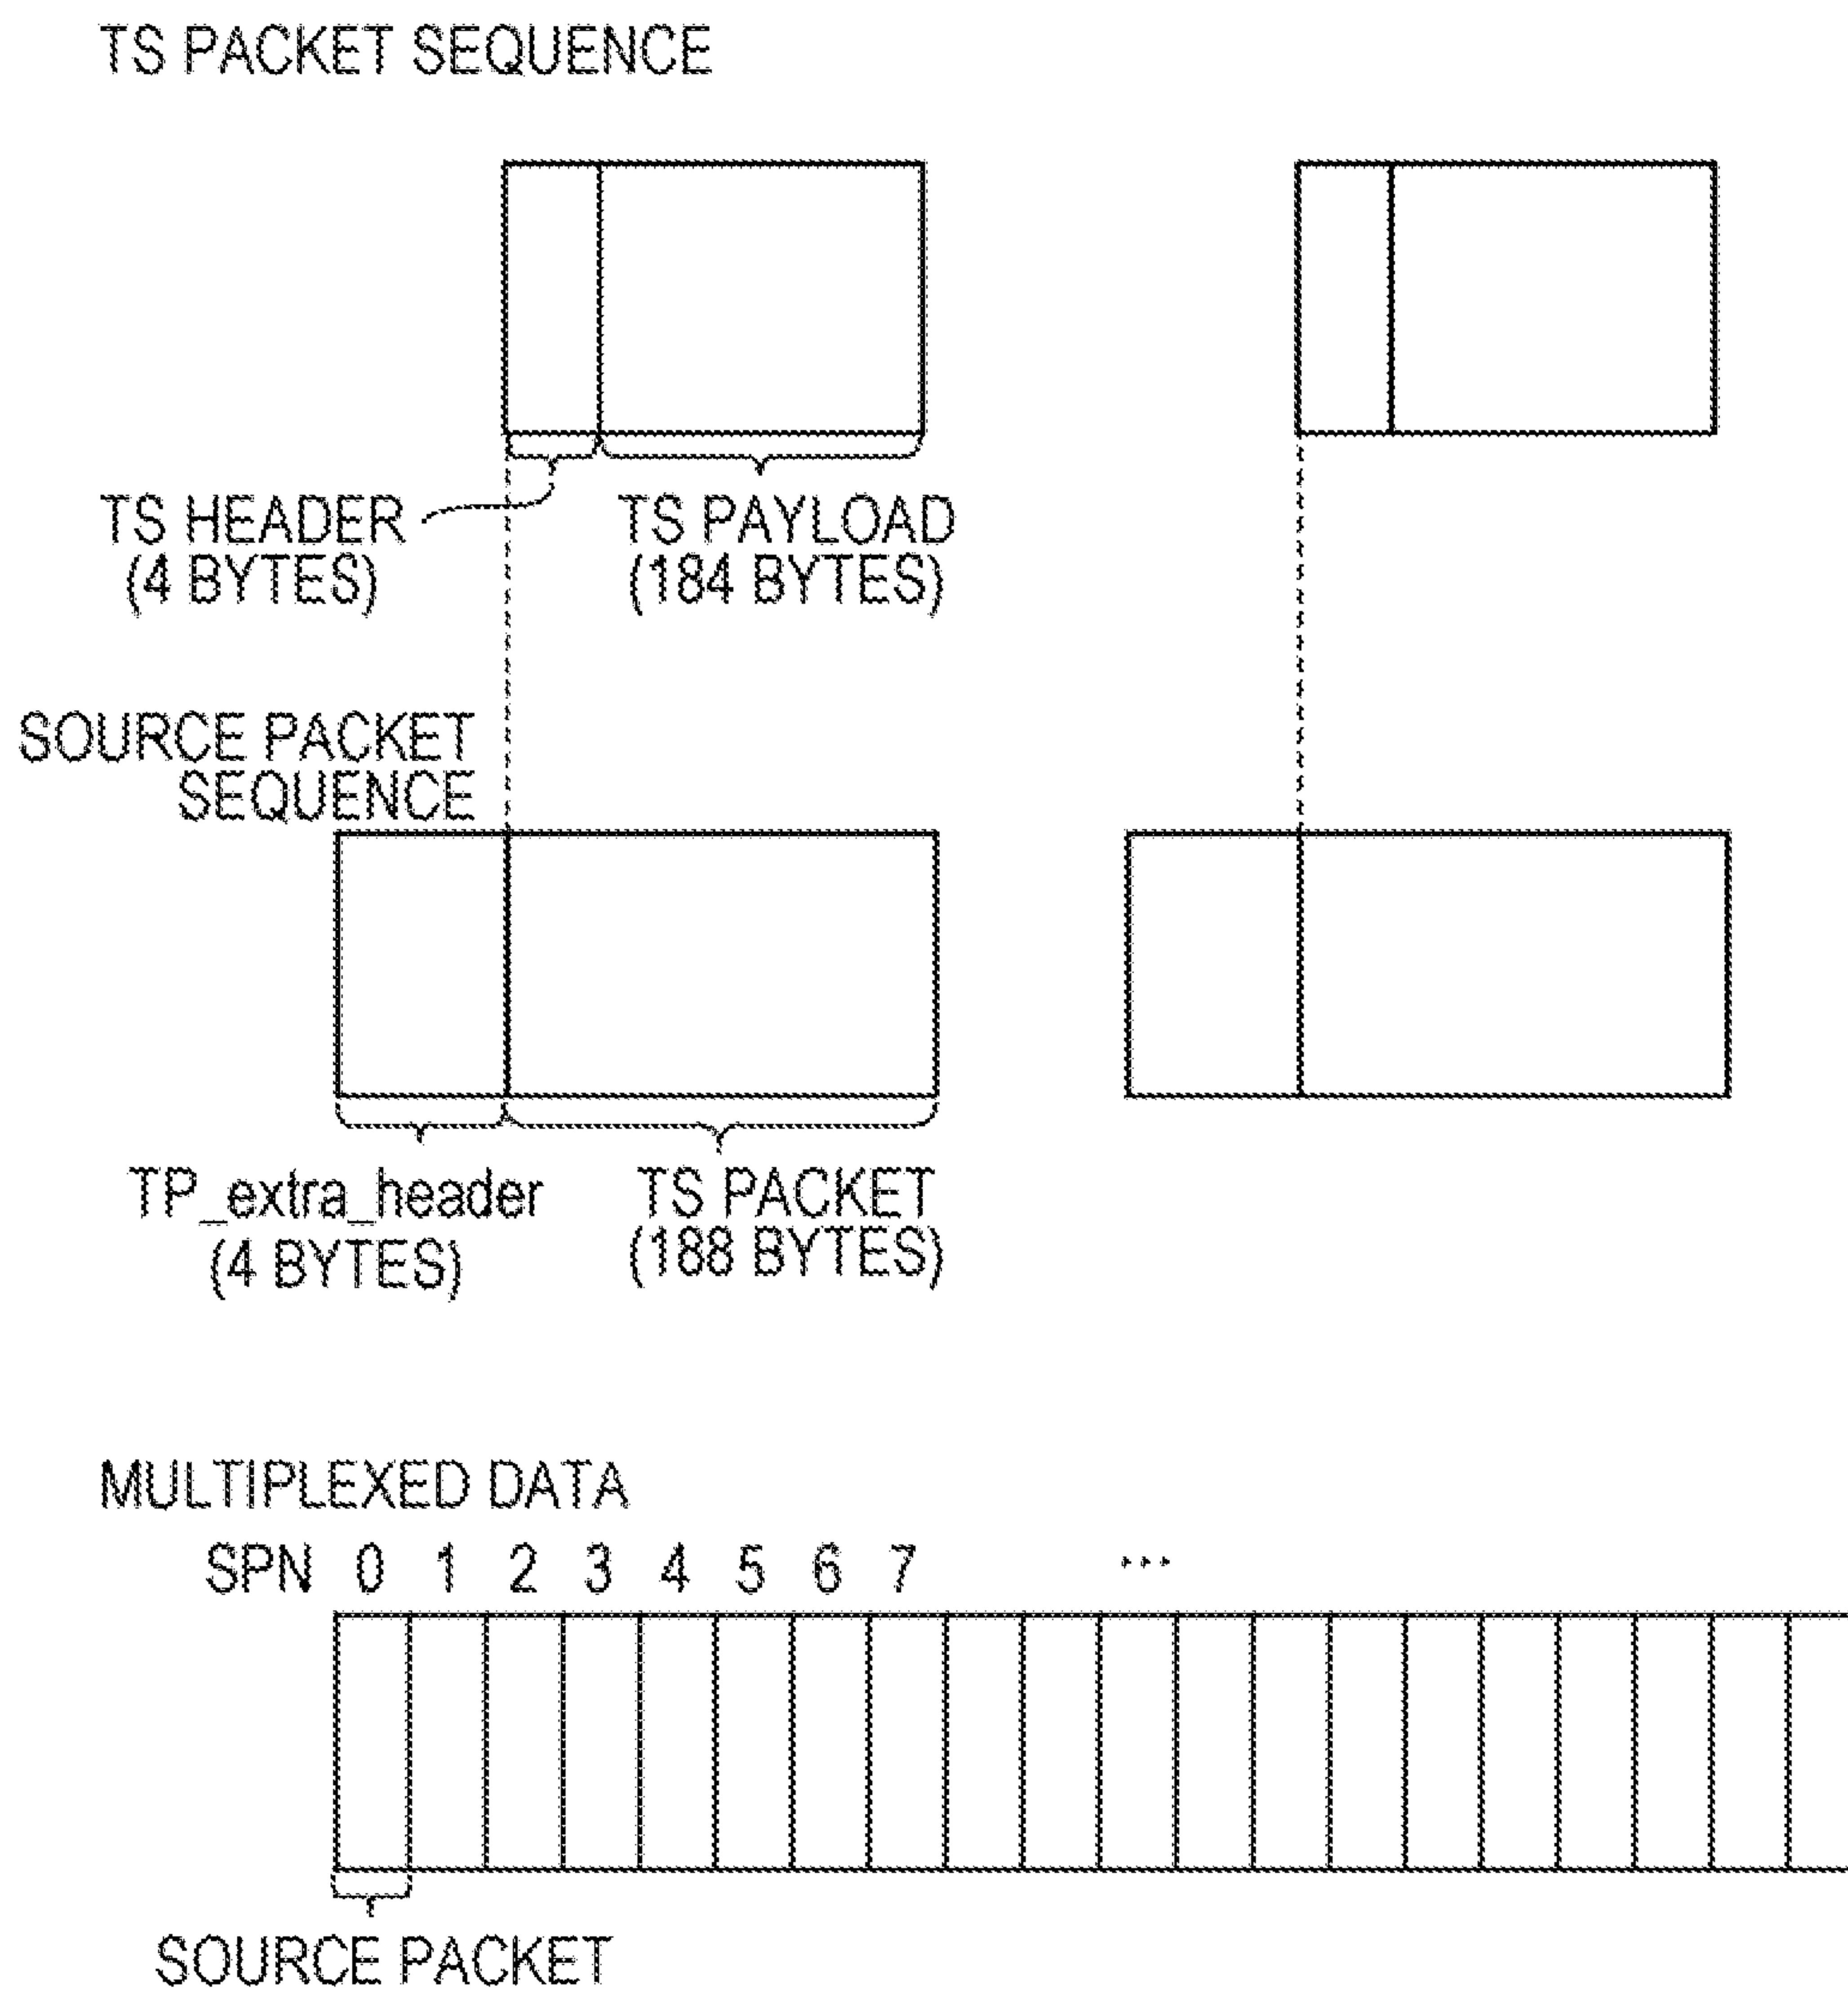 TS PACKET SEQUENCE
TS HEADER
(4 BYTES)
TS PAYLOAD
(184 BYTES)
SOURCE PACKET
SEQUENCE
TP_extra_header
(4 BYTES)
TS PACKET
(188 BYTES)
MULTIPLEXED DATA
SPN 0 1 2 3 4 5 6 7 ...
SOURCE PACKET